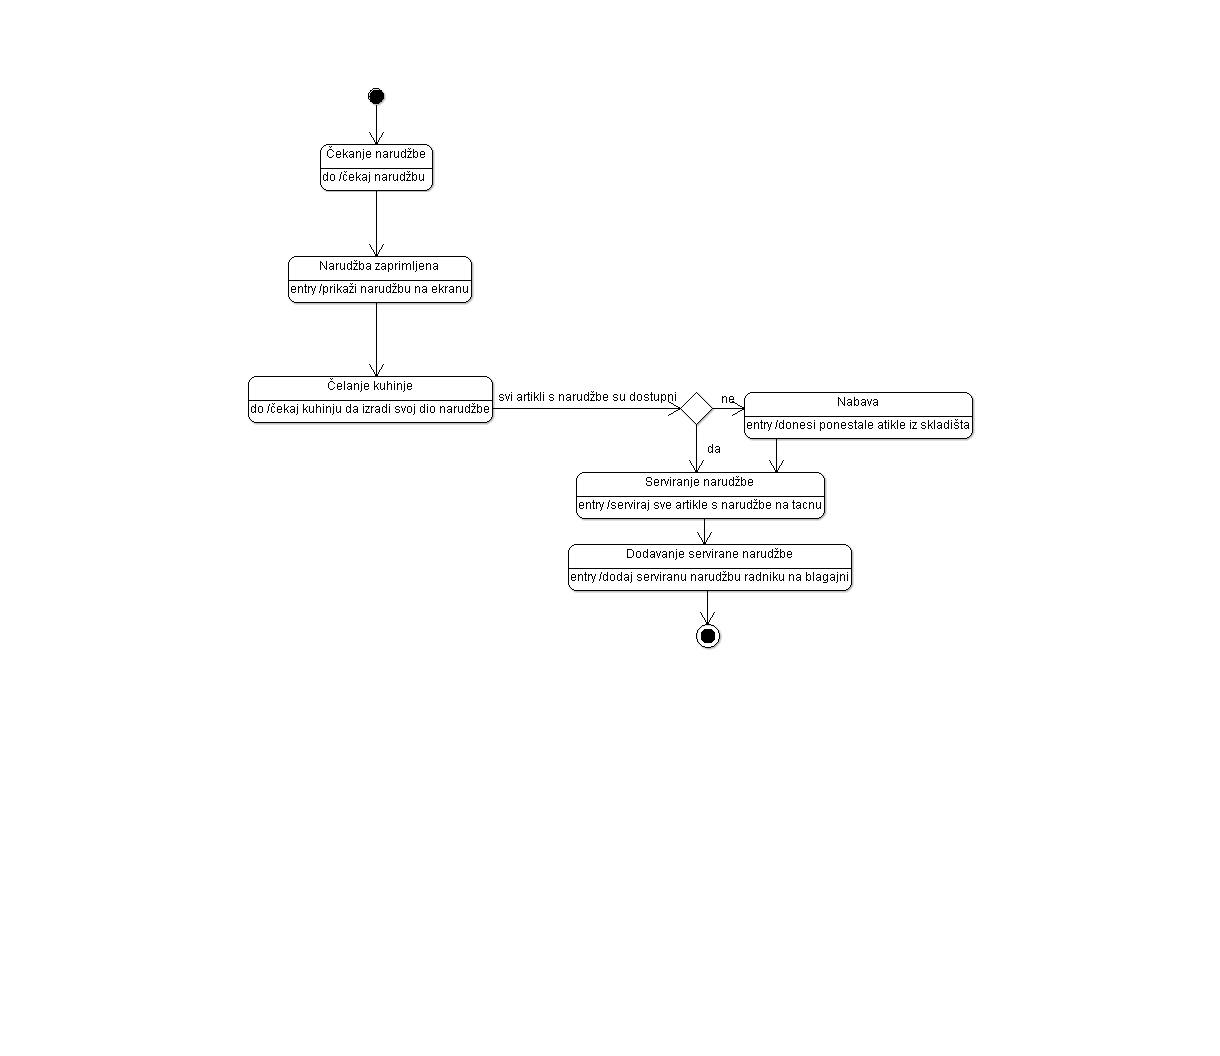 Čekanje narudžbe
do /čekaj narudžbu
Narudžba zaprimljena
entry /prikaži narudžbu na ekranu
Čelanje kuhinje
do /čekaj kuhinju da izradi svoj dio narudžbe
svi artikli s narudžbe su dostupni
ne
Nabava
entry /donesi ponestale atikle iz skladišta
da
Serviranje narudžbe
entry /serviraj sve artikle s narudžbe na tacnu
Dodavanje servirane narudžbe
entry /dodaj serviranu narudžbu radniku na blagajni